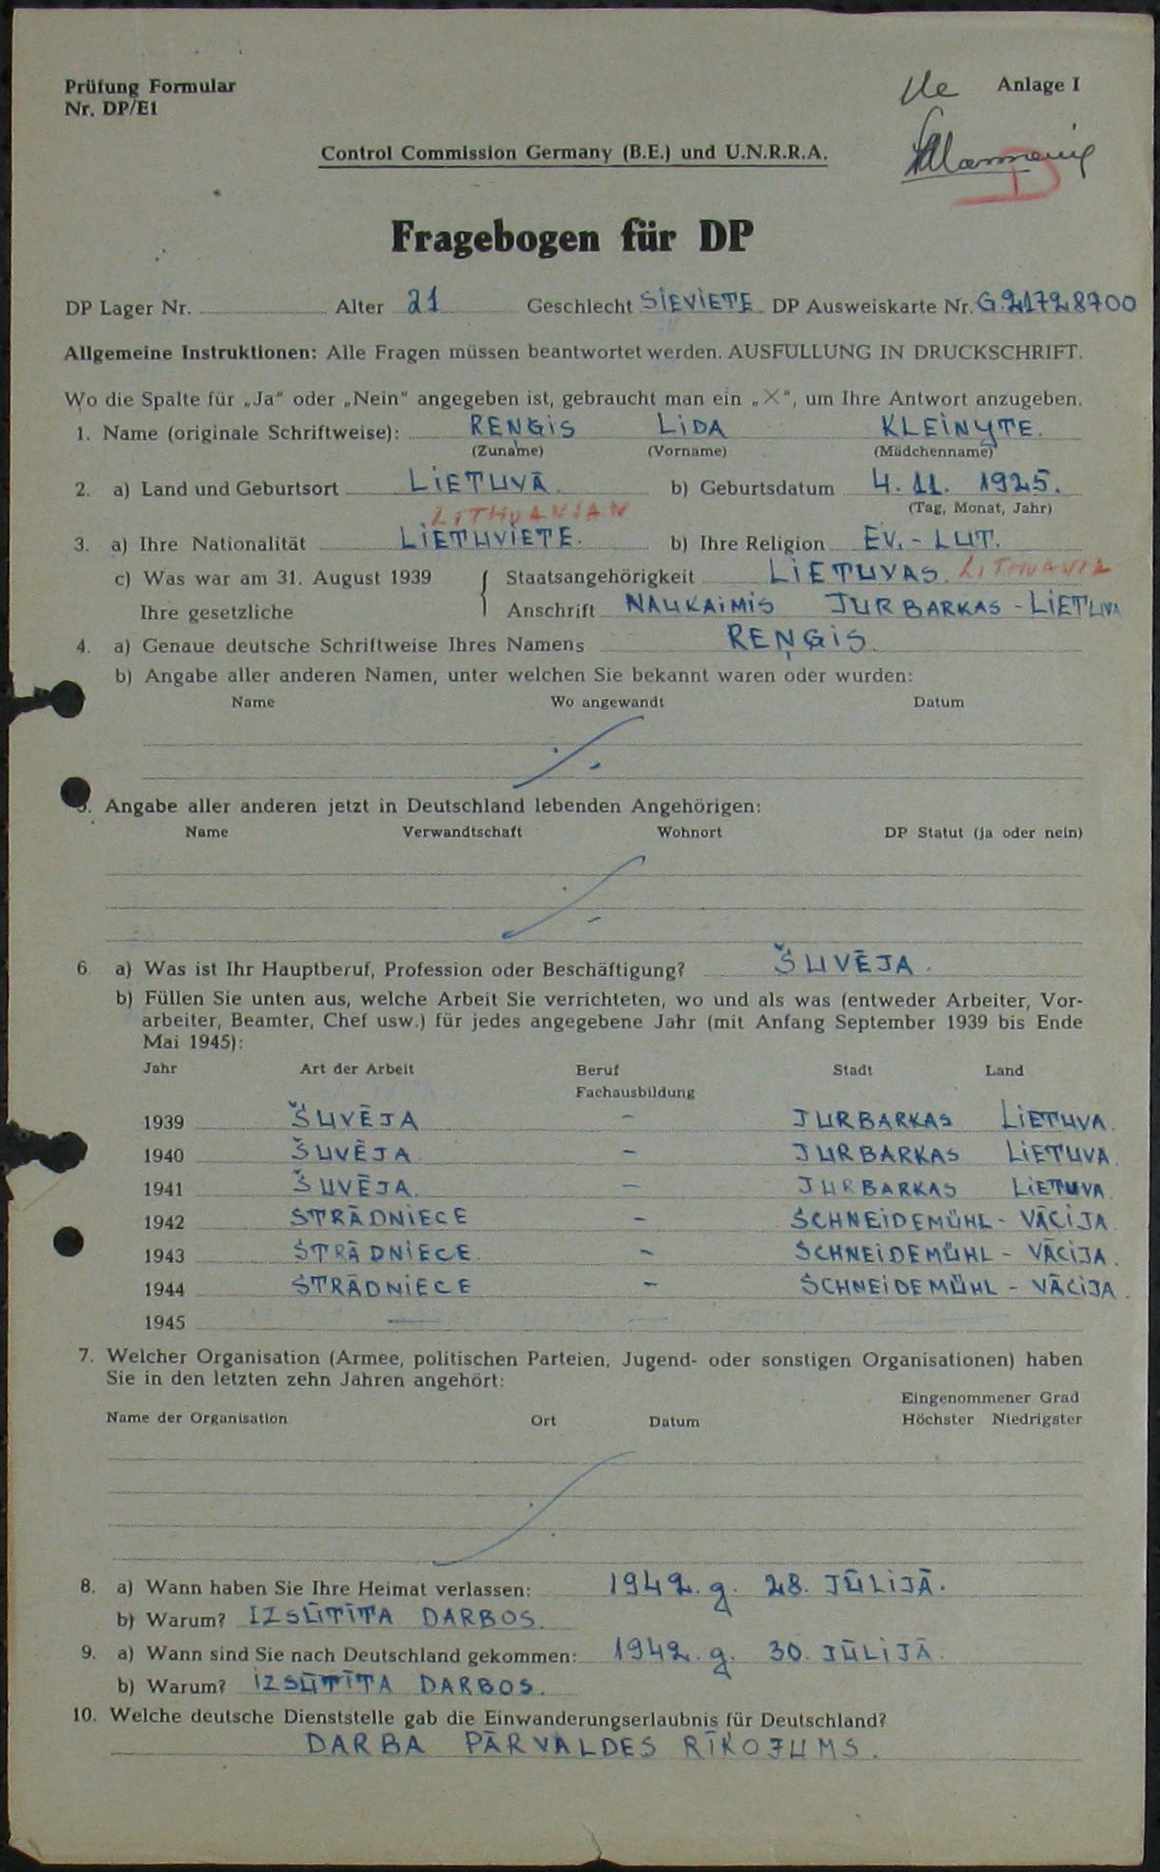 Prüfung Formular
Nr. DP/E1
Anlage I
Control Commission Germany (B.E.) und U.N.R.R.A.
Fragebogen für DP
DP Lager Nr. Alter 21 Geschlecht SIEVIETE DP Ausweiskarte Nr. G.21728700
Allgemeine Instruktionen: Alle Fragen müssen beantwortet werden. AUSFÜLLUNG IN DRUCKSCHRIFT.
Wo die Spalte für „Ja" oder „Nein" angegeben ist, gebraucht man ein „X", um Ihre Antwort anzugeben.
1. Name (originale Schriftweise): REŅĢIS LIDA KLEINYTE.
(Zuname) (Vorname) (Mädchenname)
2. a) Land und Geburtsort LIETUVĀ. b) Geburtsdatum 4. 11. 1925.
(Tag, Monat, Jahr)
LITHUANIAN
3. a) Ihre Nationalität LIETUVIETE. b) Ihre Religion EV.-LUT.
c) Was war am 31. August 1939 Staatsangehörigkeit LIETUVAS. LITHUANIA
Ihre gesetzliche Anschrift NAUKAIMIS JURBARKAS - LIETUVA
4. a) Genaue deutsche Schriftweise Ihres Namens REŅĢIS.
b) Angabe aller anderen Namen, unter welchen Sie bekannt waren oder wurden:
Name Wo angewandt Datum
5. Angabe aller anderen jetzt in Deutschland lebenden Angehörigen:
Name Verwandtschaft Wohnort DP Statut (ja oder nein)
6 a) Was ist Ihr Hauptberuf, Profession oder Beschäftigung? ŠUVĒJA.
b) Füllen Sie unten aus, welche Arbeit Sie verrichteten, wo und als was (entweder Arbeiter, Vor-
arbeiter, Beamter, Chef usw.) für jedes angegebene Jahr (mit Anfang September 1939 bis Ende
Mai 1945):
Jahr Art der Arbeit Beruf Stadt Land
Fachausbildung
1939 ŠUVĒJA - JURBARKAS LIETUVA.
1940 ŠUVĒJA - JURBARKAS LIETUVA.
1941 ŠUVĒJA. - JURBARKAS LIETUVA
1942 STRĀDNIECE - SCHNEIDEMÜHL - VĀCIJA.
1943 STRĀDNIECE. - SCHNEIDEMÜHL - VĀCIJA.
1944 STRĀDNIECE - SCHNEIDEMÜHL - VĀCIJA.
1945 —
7. Welcher Organisation (Armee, politischen Parteien, Jugend- oder sonstigen Organisationen) haben
Sie in den letzten zehn Jahren angehört:
Eingenommener Grad
Name der Organisation Ort Datum Höchster Niedrigster
8. a) Wann haben Sie Ihre Heimat verlassen: 1942. g. 28. JŪLIJĀ.
b) Warum? IZSŪTĪTA DARBOS.
9. a) Wann sind Sie nach Deutschland gekommen: 1942. g. 30. JŪLIJĀ.
b) Warum? IZSŪTĪTA DARBOS.
10. Welche deutsche Dienststelle gab die Einwanderungserlaubnis für Deutschland?
DARBA PĀRVALDES RĪKOJUMS.